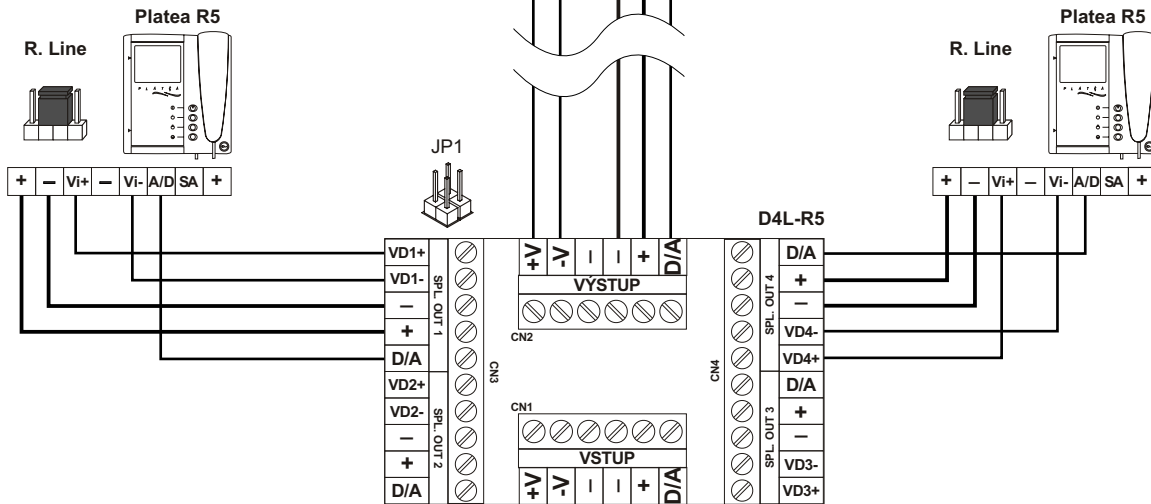 Platea R5
R. Line
PLATEA
+ – Vi+ – Vi- A/D SA +
JP1
Platea R5
R. Line
PLATEA
+ – Vi+ – Vi- A/D SA +
D4L-R5
VD1+
VD1-
–
+
D/A
SPL. OUT 1
VD2+
VD2-
–
+
D/A
SPL. OUT 2
CN3
+V -V – – + D/A
VÝSTUP
CN2
CN1
VSTUP
+V -V – – + D/A
CN4
D/A
+
–
VD4-
VD4+
SPL. OUT 4
D/A
+
–
VD3-
VD3+
SPL. OUT 3